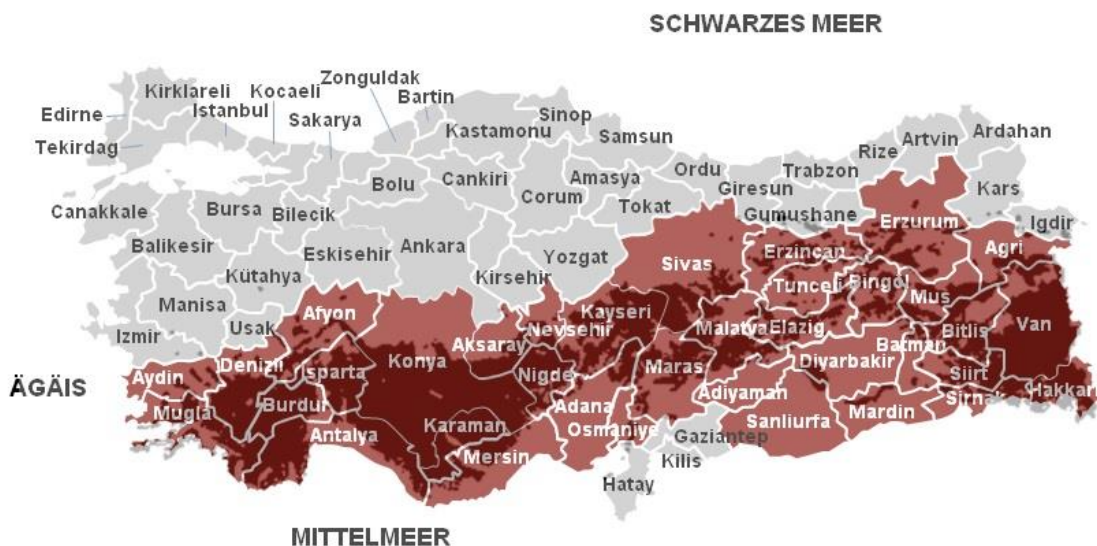 SCHWARZES MEER
Zonguldak
Kirklareli
Kocaeli
Bartin
Istanbul
Sinop
Edirne
Sakarya
Kastamonu
Samsun
Artvin
Ardahan
Tekirdag
Rize
Ordu
Trabzon
Bolu
Cankiri
Amasya
Giresun
Kars
Corum
Canakkale
Bursa
Bilecik
Tokat
Gumushane
Erzurum
Igdir
Balikesir
Eskisehir
Ankara
Erzincan
Agri
Yozgat
Sivas
Kütahya
Kirsehir
Tunceli
Bingöl
Manisa
Mus
Afyon
Kayseri
Izmir
Usak
Nevsehir
Malatya
Elazig
Bitlis
Van
Aksaray
Batman
Denizli
Isparta
Konya
Maras
Diyarbakir
Nigde
Siirt
Aydin
ÄGÄIS
Adiyaman
Hakkari
Sirnak
Mugla
Burdur
Adana
Mardin
Karaman
Sanliurfa
Antalya
Osmaniye
Gaziantep
Mersin
Kilis
Hatay
MITTELMEER